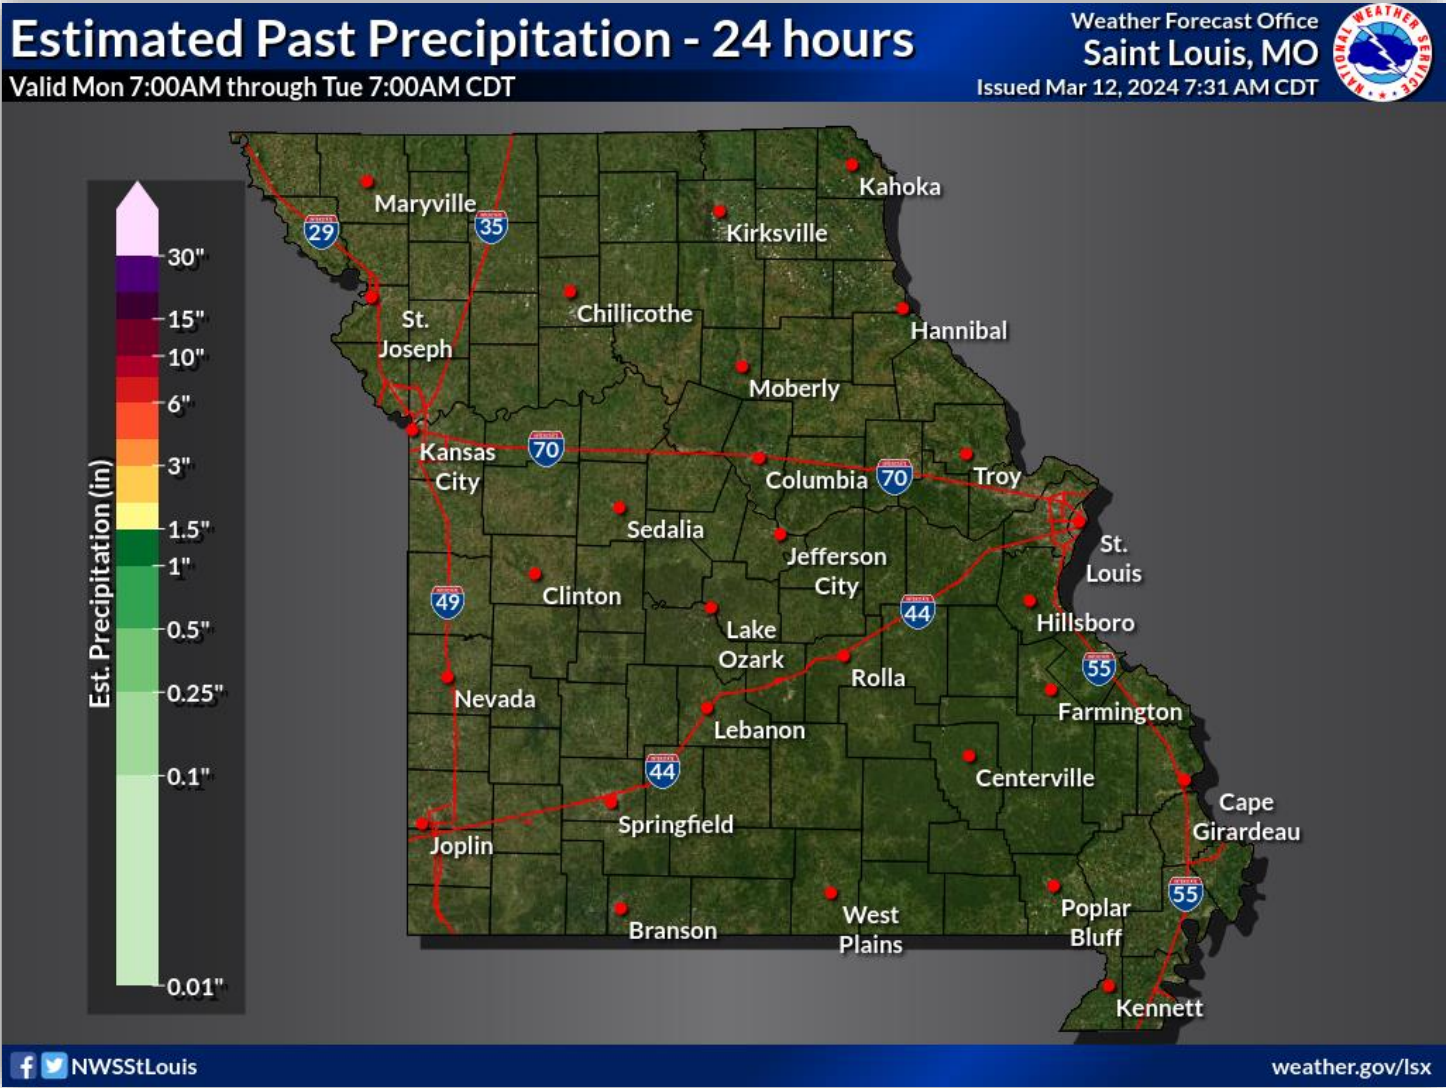 Estimated Past Precipitation - 24 hours
Valid Mon 7:00AM through Tue 7:00AM CDT
Weather Forecast Office
Saint Louis, MO
Issued Mar 12, 2024 7:31 AM CDT
NATIONAL WEATHER SERVICE
Est. Precipitation (in)
30"
15"
10"
6"
3"
1.5"
1"
0.5"
0.25"
0.1"
0.01"
Kahoka
Maryville
29
35
Kirksville
Chillicothe
St.
Joseph
Hannibal
Moberly
Kansas
City
70
Columbia
70
Troy
Sedalia
Jefferson
City
St.
Louis
Clinton
49
44
Hillsboro
Lake
Ozark
Rolla
55
Nevada
Farmington
Lebanon
44
Centerville
Springfield
Cape
Girardeau
Joplin
55
Branson
West
Plains
Poplar
Bluff
Kennett
NWSStLouis
weather.gov/lsx